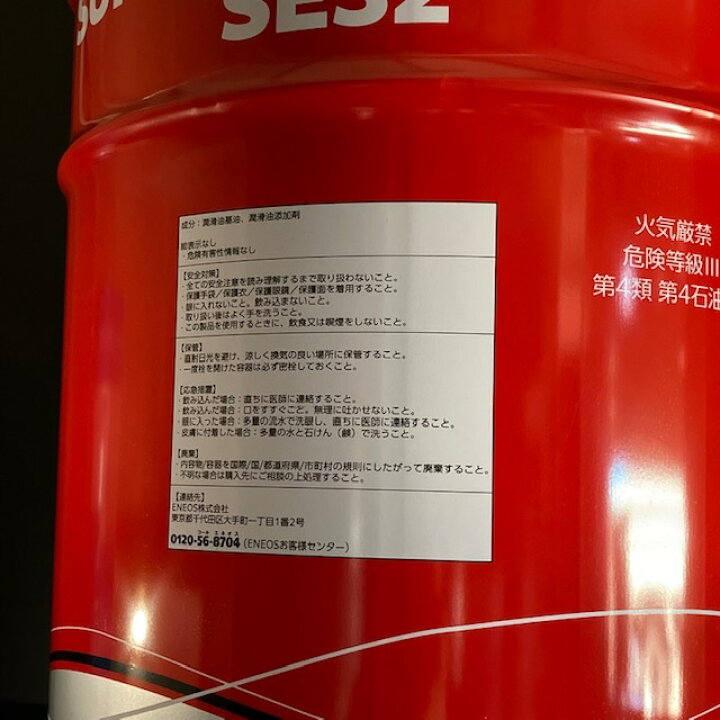 SE32
成分：潤滑油基油、潤滑油添加剤
絵表示なし
・危険有害性情報なし
【安全対策】
・全ての安全注意を読み理解するまで取り扱わないこと。
・保護手袋/保護衣/保護眼鏡/保護面を着用すること。
・眼に入れないこと。飲み込まないこと。
・取り扱い後はよく手を洗うこと。
・この製品を使用するときに、飲食又は喫煙をしないこと。
【保管】
・直射日光を避け、涼しく換気の良い場所に保管すること。
・一度栓を開けた容器は必ず密栓しておくこと。
【応急措置】
・飲み込んだ場合：直ちに医師に連絡すること。
・飲み込んだ場合：口をすすぐこと。無理に吐かせないこと。
・眼に入った場合：多量の流水で洗眼し、直ちに医師に連絡すること。
・皮膚に付着した場合：多量の水と石けん（鹸）で洗うこと。
【廃棄】
・内容物/容器を国際/国/都道府県/市町村の規則にしたがって廃棄すること。
・不明な場合は購入先にご相談の上処理すること。
【連絡先】
ENEOS株式会社
東京都千代田区大手町一丁目1番2号
コール エネオス
0120-56-8704（ENEOSお客様センター）
火気厳禁
危険等級III
第4類 第4石油